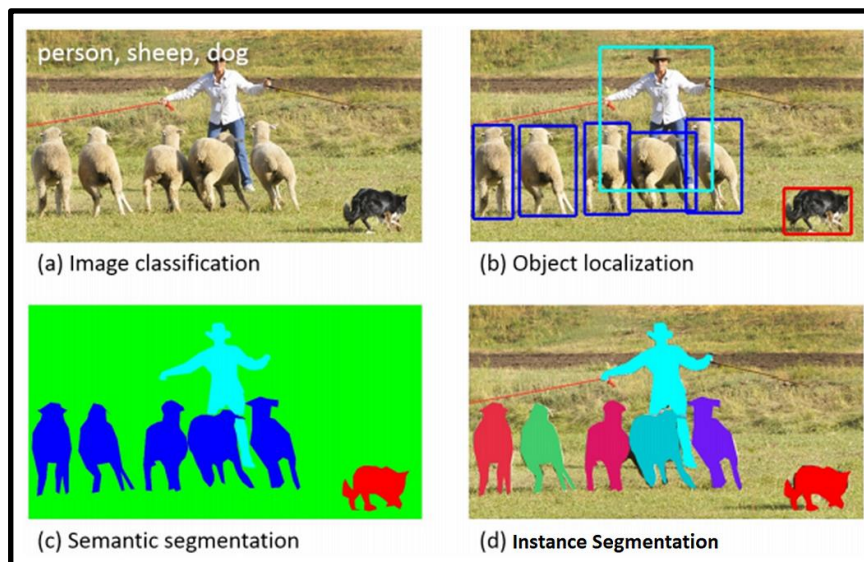 person, sheep, dog
(a) Image classification
(b) Object localization
(c) Semantic segmentation
(d) Instance Segmentation